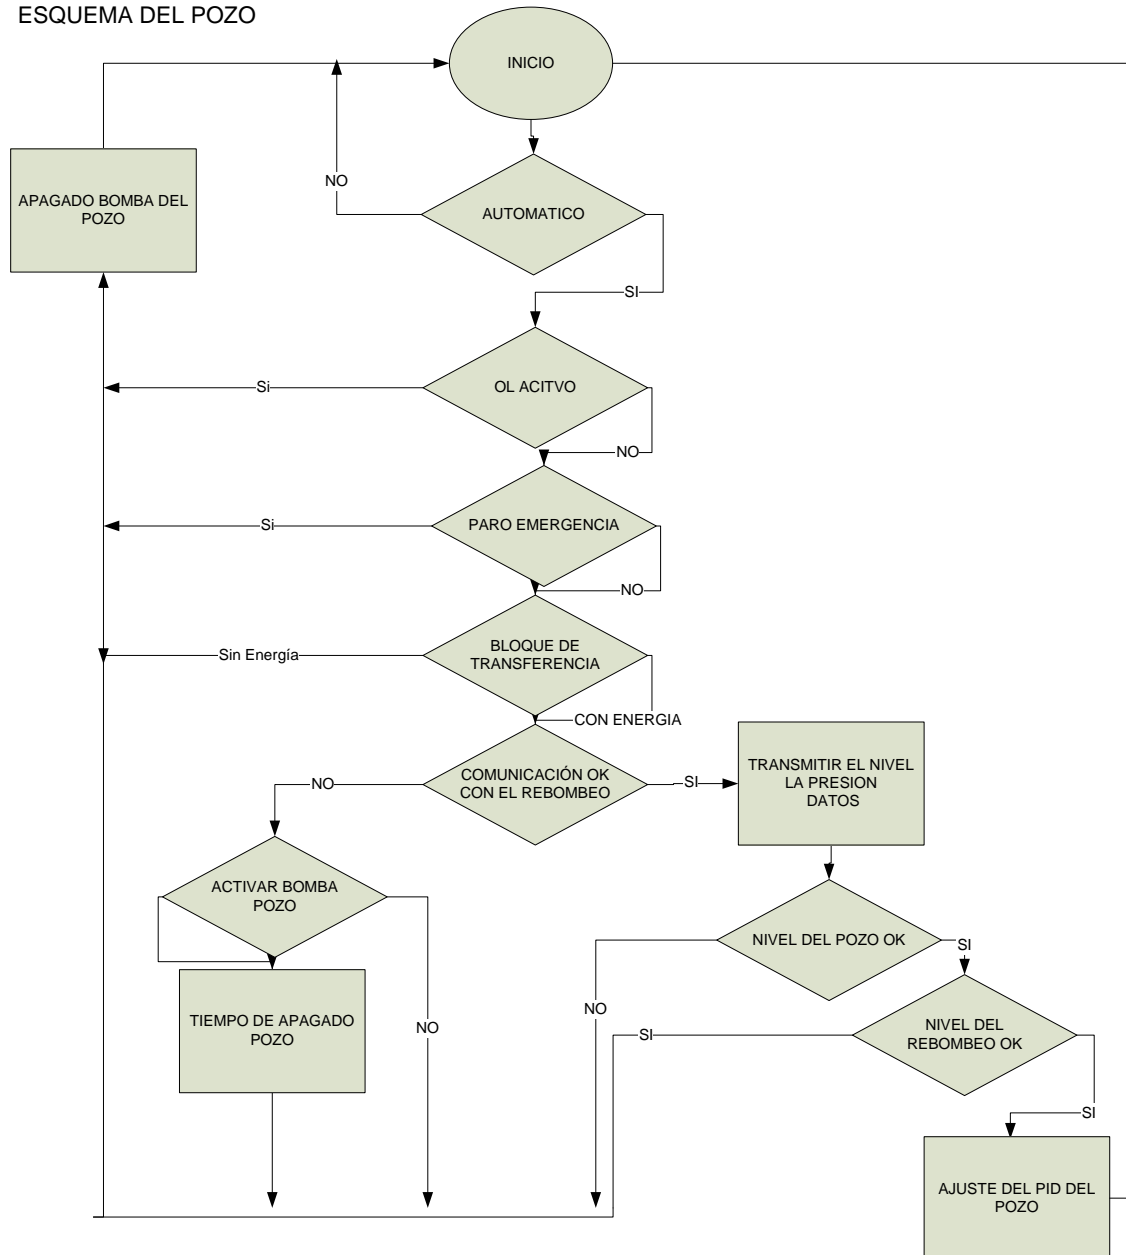 ESQUEMA DEL POZO
INICIO
APAGADO BOMBA DEL
POZO
NO
AUTOMATICO
SI
Si
OL ACITVO
NO
Si
PARO EMERGENCIA
NO
Sin Energía
BLOQUE DE
TRANSFERENCIA
CON ENERGIA
NO
COMUNICACIÓN OK
CON EL REBOMBEO
SI
TRANSMITIR EL NIVEL
LA PRESION
DATOS
ACTIVAR BOMBA
POZO
NIVEL DEL POZO OK
SI
TIEMPO DE APAGADO
POZO
NO
NO
SI
NIVEL DEL
REBOMBEO OK
SI
AJUSTE DEL PID DEL
POZO